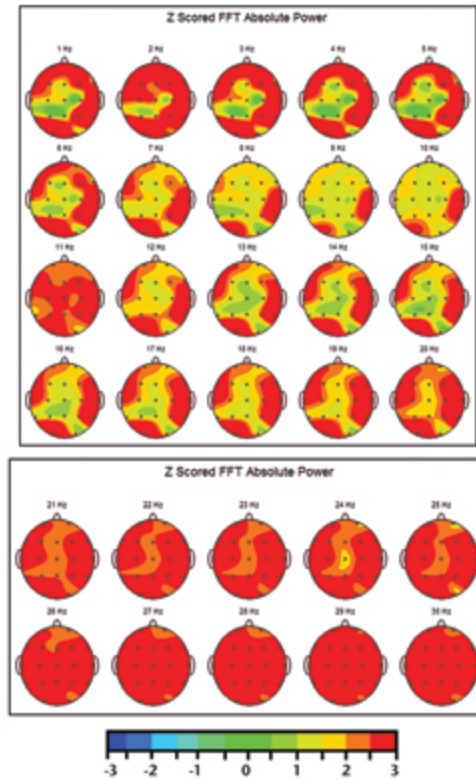 Z Scored FFT Absolute Power
1 Hz 2 Hz 3 Hz 4 Hz 5 Hz
6 Hz 7 Hz 8 Hz 9 Hz 10 Hz
11 Hz 12 Hz 13 Hz 14 Hz 15 Hz
16 Hz 17 Hz 18 Hz 19 Hz 20 Hz
Z Scored FFT Absolute Power
21 Hz 22 Hz 23 Hz 24 Hz 25 Hz
26 Hz 27 Hz 28 Hz 29 Hz 30 Hz
-3 -2 -1 0 1 2 3